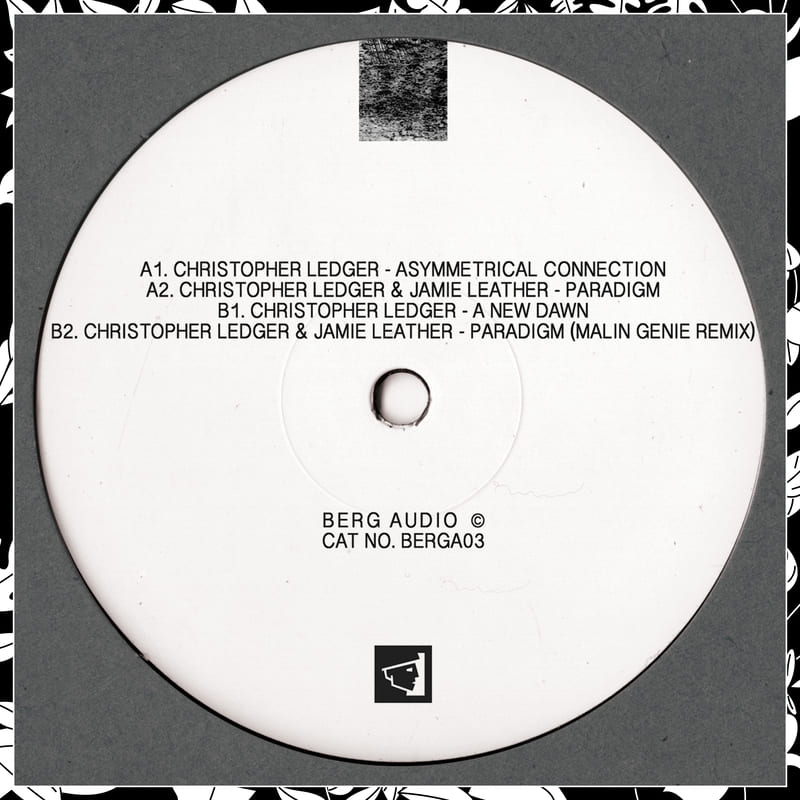 A1. CHRISTOPHER LEDGER - ASYMMETRICAL CONNECTION
A2. CHRISTOPHER LEDGER & JAMIE LEATHER - PARADIGM
B1. CHRISTOPHER LEDGER - A NEW DAWN
B2. CHRISTOPHER LEDGER & JAMIE LEATHER - PARADIGM (MALIN GENIE REMIX)
BERG AUDIO ©
CAT NO. BERGA03